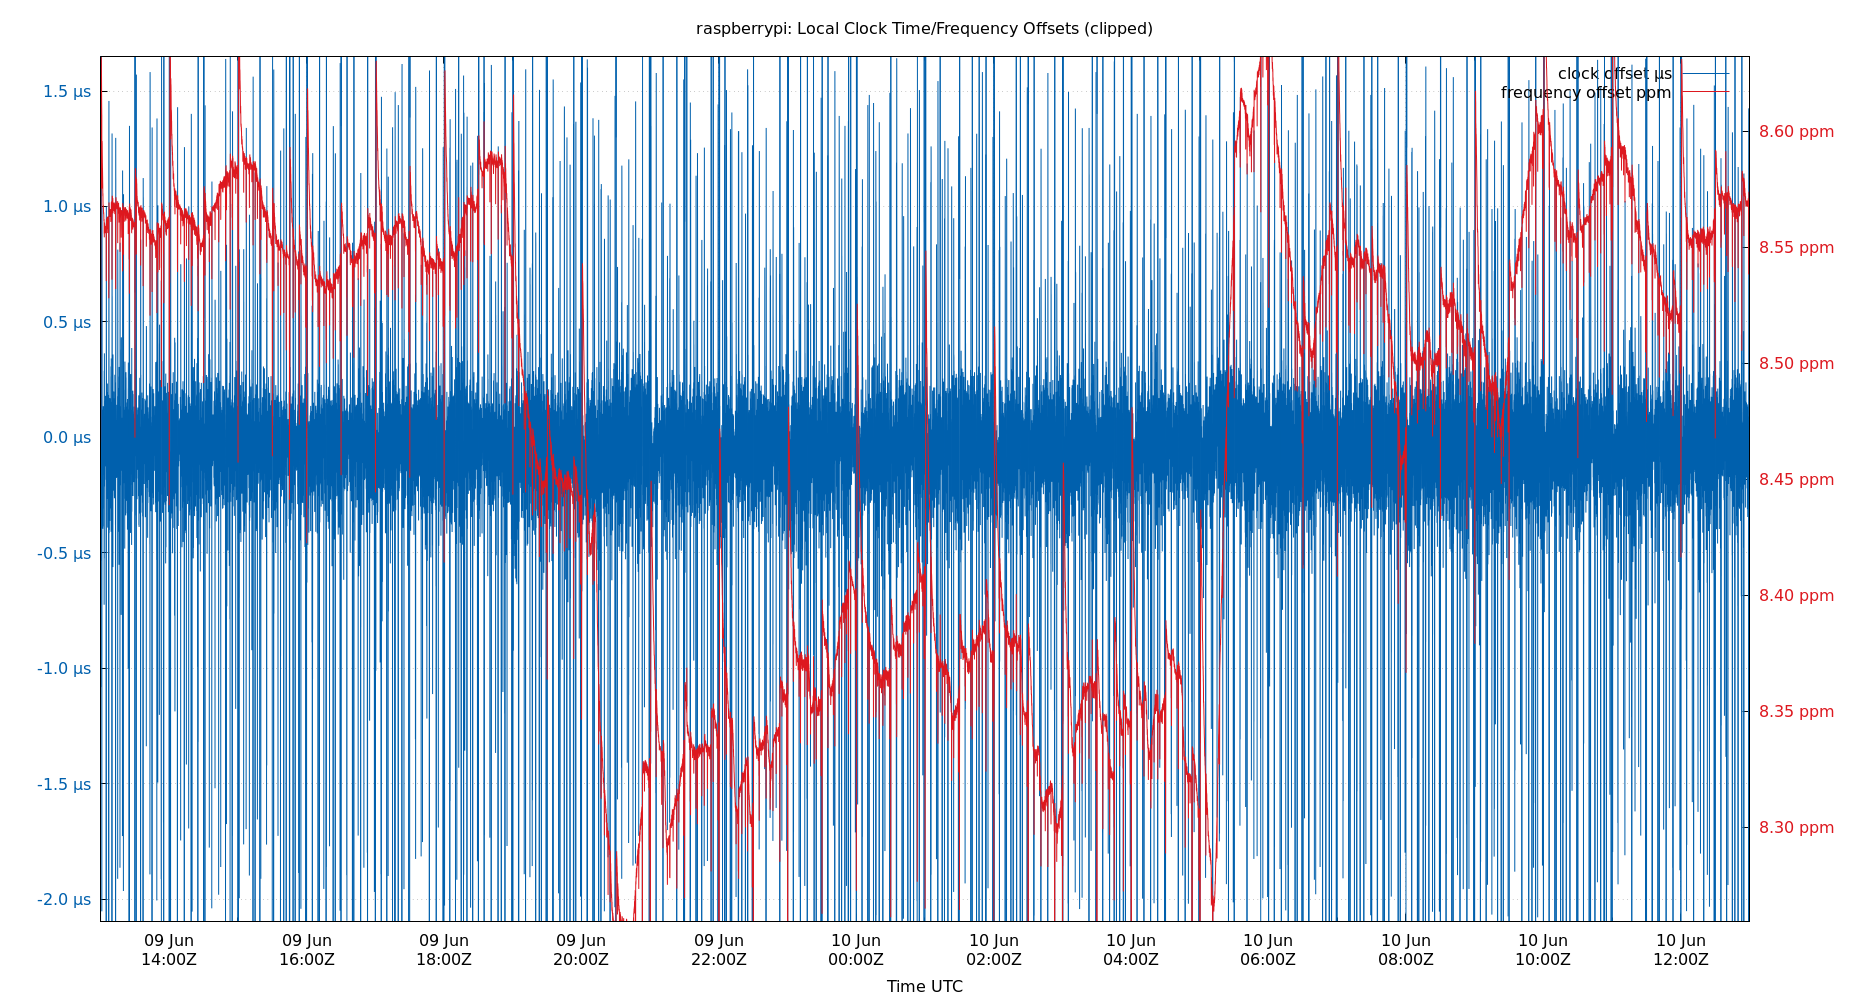 raspberrypi: Local Clock Time/Frequency Offsets (clipped)
clock offset µs
frequency offset ppm
1.5 µs
1.0 µs
0.5 µs
0.0 µs
-0.5 µs
-1.0 µs
-1.5 µs
-2.0 µs
8.60 ppm
8.55 ppm
8.50 ppm
8.45 ppm
8.40 ppm
8.35 ppm
8.30 ppm
09 Jun 09 Jun 09 Jun 09 Jun 09 Jun 10 Jun 10 Jun 10 Jun 10 Jun 10 Jun 10 Jun 10 Jun
14:00Z 16:00Z 18:00Z 20:00Z 22:00Z 00:00Z 02:00Z 04:00Z 06:00Z 08:00Z 10:00Z 12:00Z
Time UTC